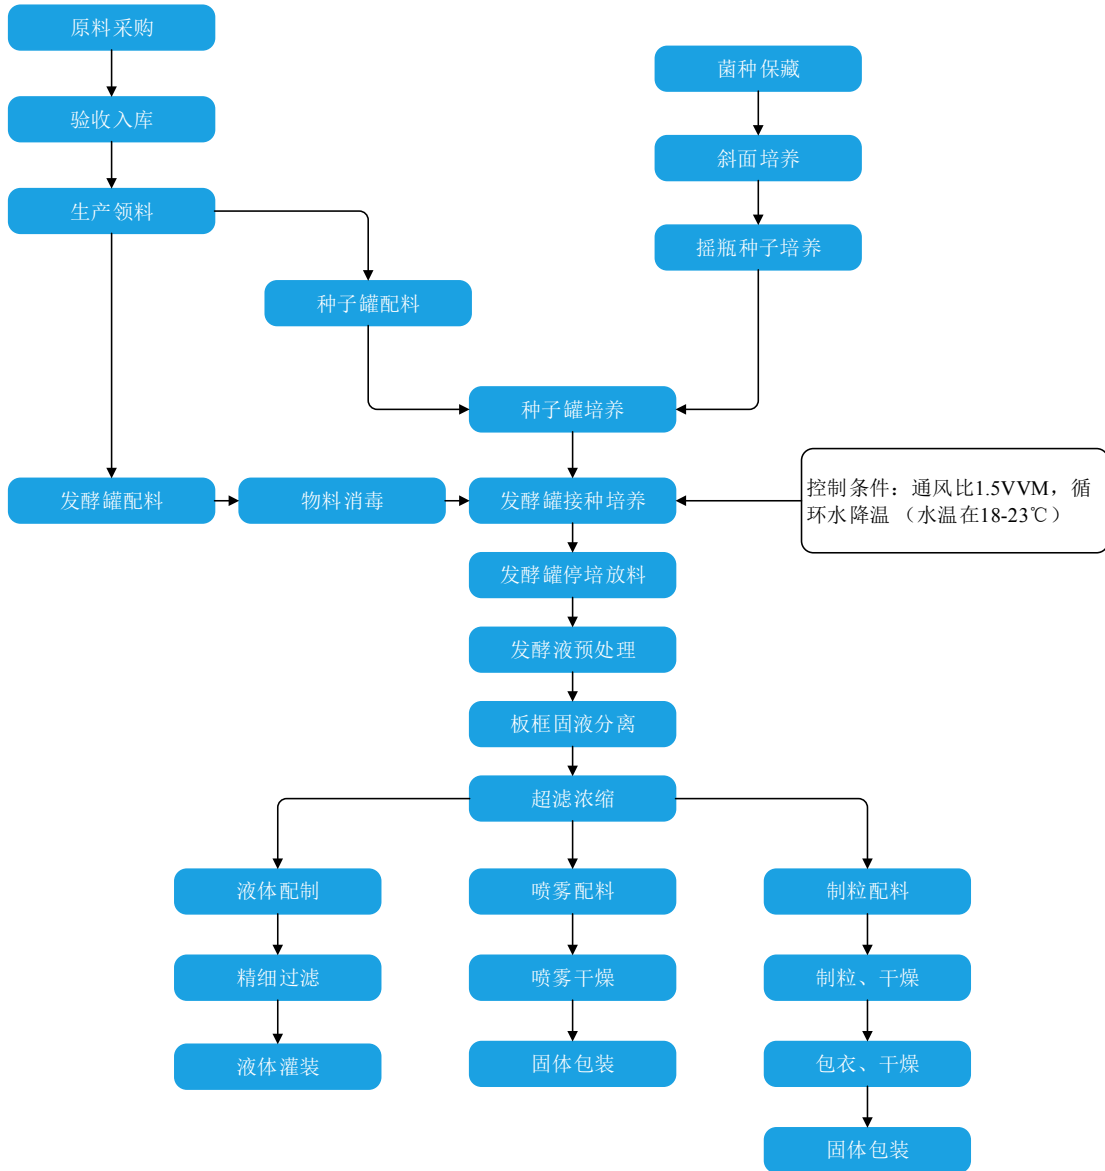 原料采购
菌种保藏
验收入库
斜面培养
生产领料
摇瓶种子培养
种子罐配料
种子罐培养
发酵罐配料
物料消毒
发酵罐接种培养
控制条件：通风比1.5VVM，循
环水降温 （水温在18-23℃）
发酵罐停培放料
发酵液预处理
板框固液分离
超滤浓缩
液体配制
喷雾配料
制粒配料
精细过滤
喷雾干燥
制粒、干燥
液体灌装
固体包装
包衣、干燥
固体包装